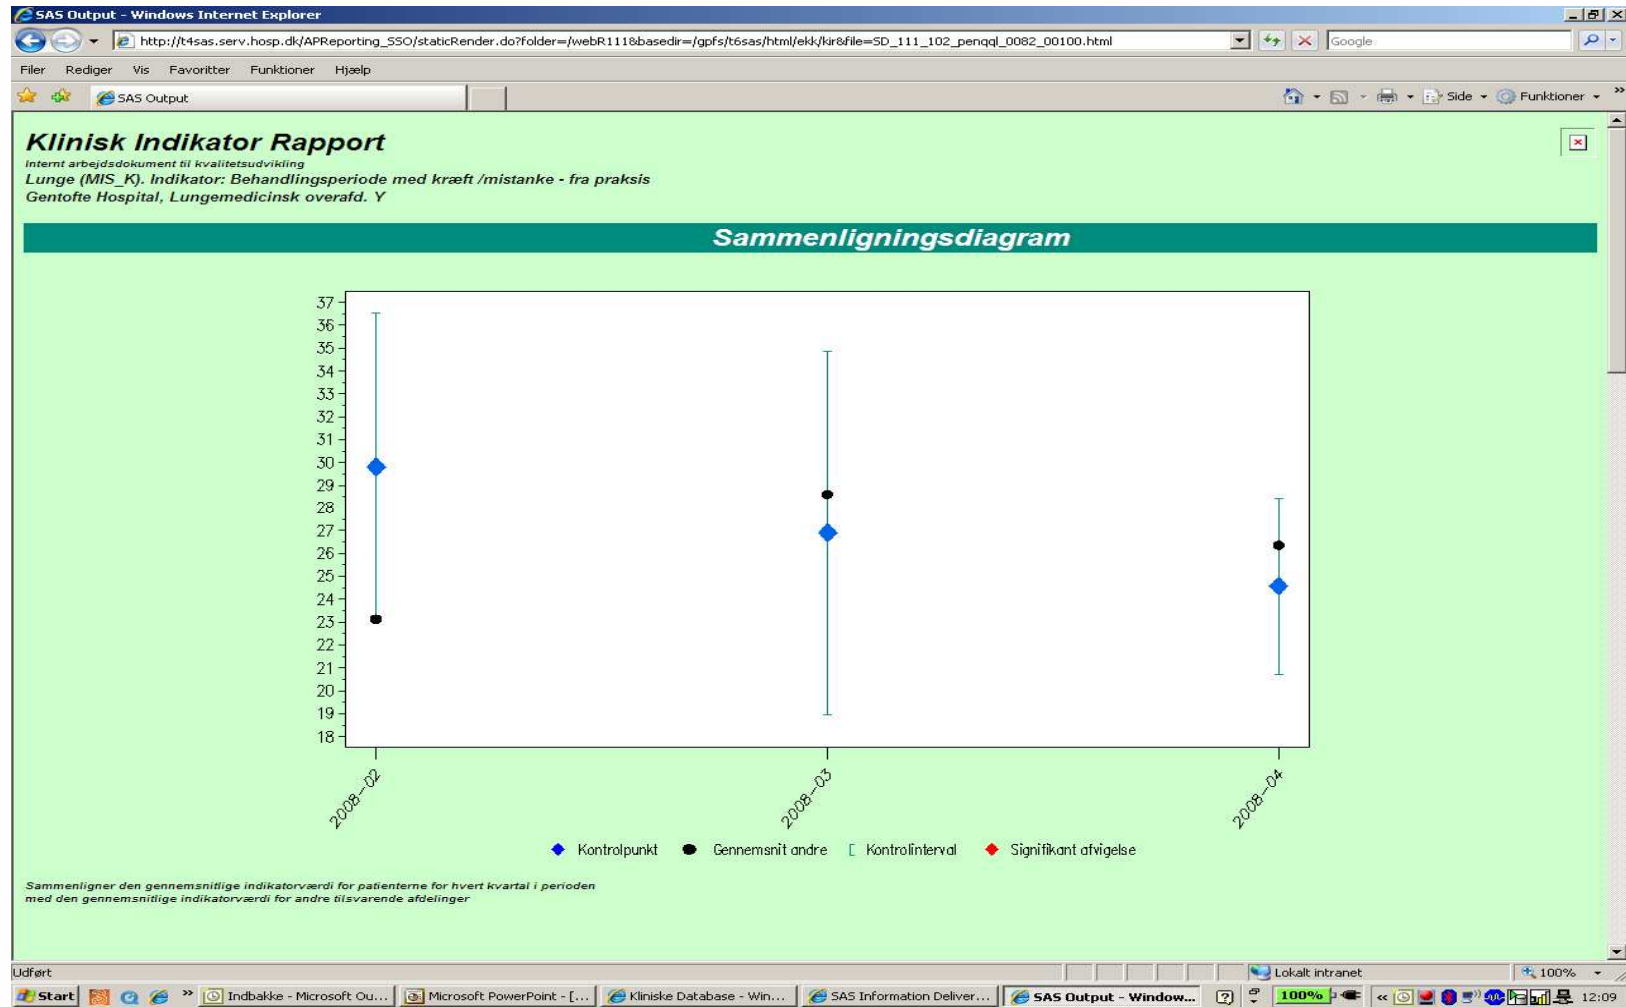 SAS Output - Windows Internet Explorer
http://t4sas.serv.hosp.dk/APReporting_SSO/staticRender.do?folder=/webR111&basedir=/gpfs/t6sas/html/ekk/kir&file=SD_111_102_penqql_0082_00100.html
Google
Filer Rediger Vis Favoritter Funktioner Hjælp
SAS Output
Side Funktioner
Klinisk Indikator Rapport
Internt arbejdsdokument til kvalitetsudvikling
Lunge (MIS_K). Indikator: Behandlingsperiode med kræft /mistanke - fra praksis
Gentofte Hospital, Lungemedicinsk overafd. Y
Sammenligningsdiagram
37
36
35
34
33
32
31
30
29
28
27
26
25
24
23
22
21
20
19
18
2008-02
2008-03
2008-04
Kontrolpunkt Gennemsnit andre Kontrolinterval Signifikant afvigelse
Sammenligner den gennemsnitlige indikatorværdi for patienterne for hvert kvartal i perioden
med den gennemsnitlige indikatorværdi for andre tilsvarende afdelinger
Udført
Lokalt intranet
100%
Start
Indbakke - Microsoft Ou...
Microsoft PowerPoint - [...
Kliniske Database - Win...
SAS Information Deliver...
SAS Output - Window...
100%
12:09